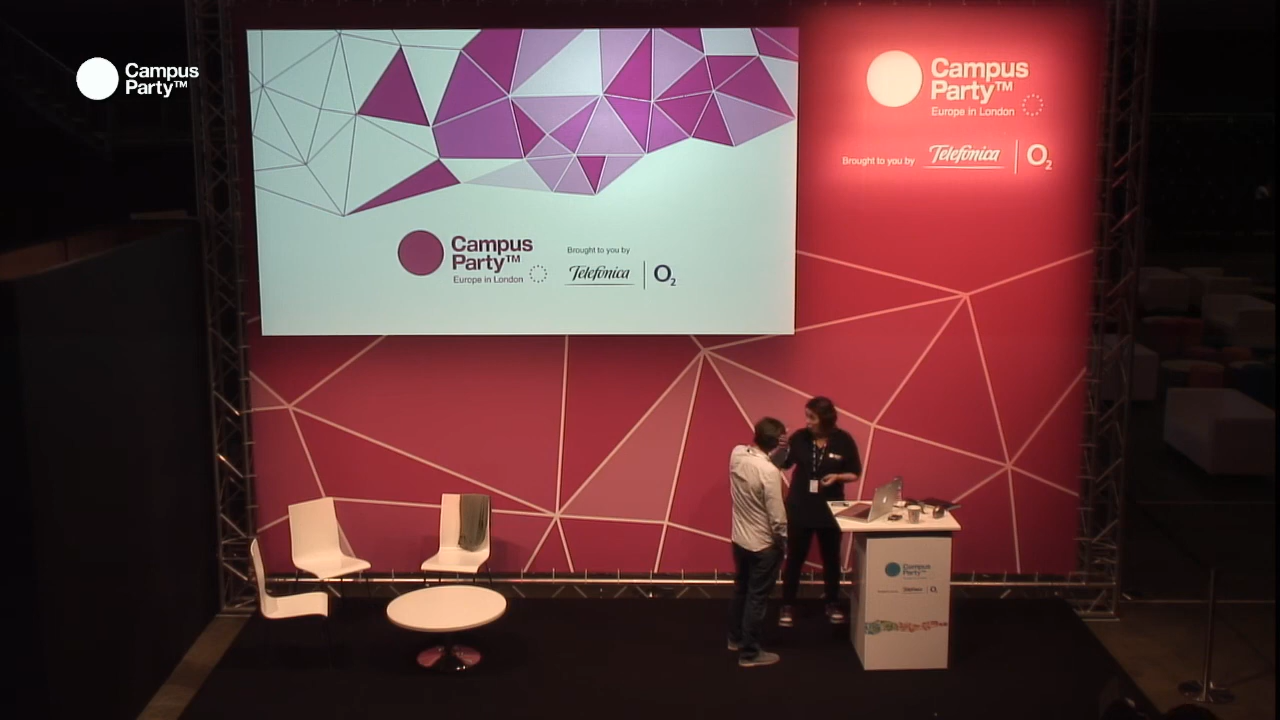 Campus
Party™
Campus
Party™
Europe in London
Brought to you by
Telefónica
O2
Campus
Party™
Europe in London
Brought to you by
Telefónica
O2
Campus
Party™